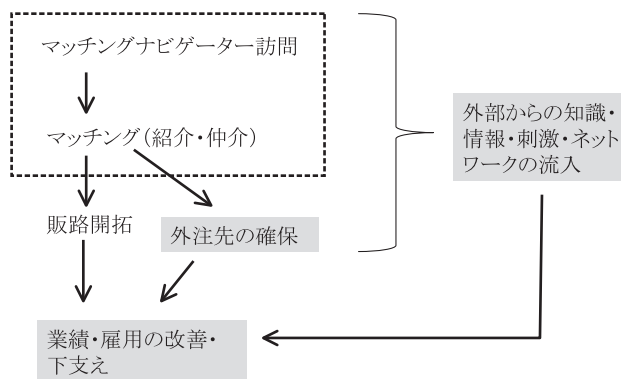 マッチングナビゲーター訪問
マッチング（紹介・仲介）
販路開拓
外注先の確保
業績・雇用の改善・
下支え
外部からの知識・
情報・刺激・ネット
ワークの流入